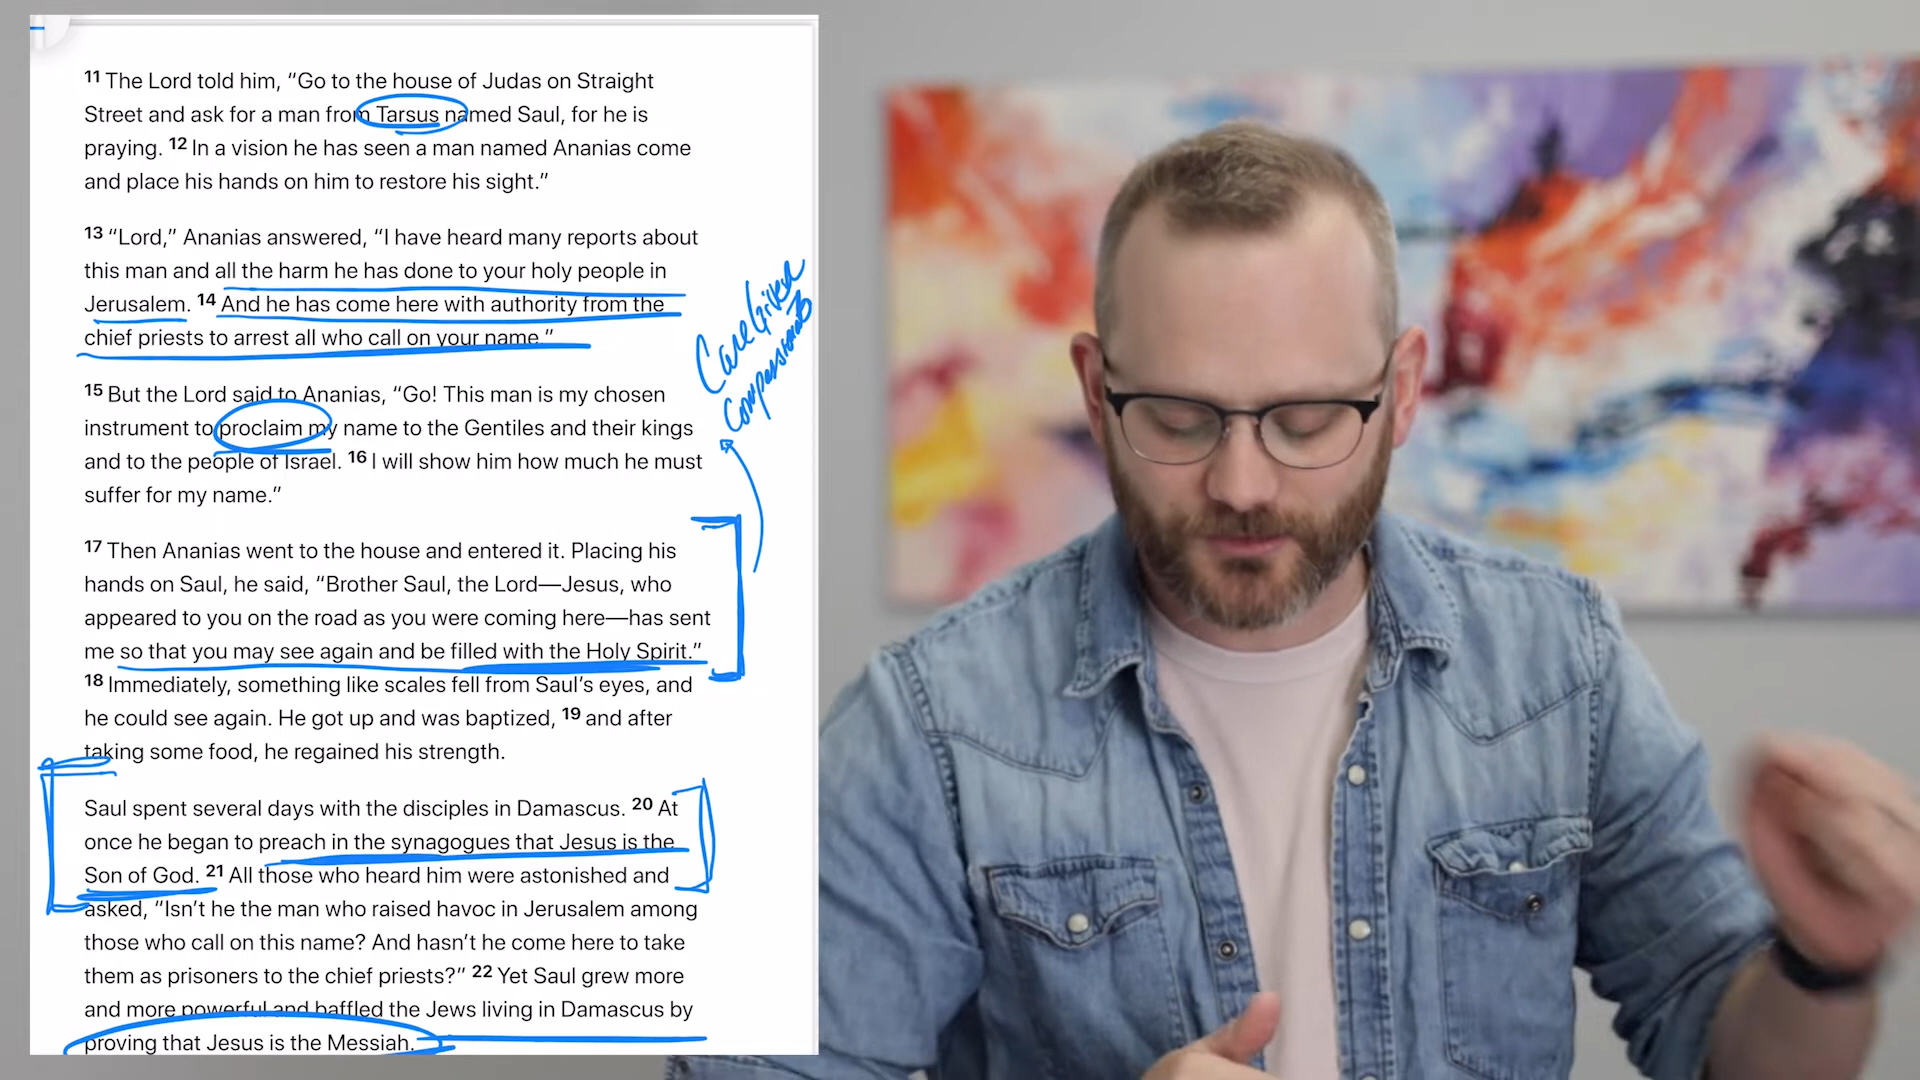 11 The Lord told him, “Go to the house of Judas on Straight
Street and ask for a man from Tarsus named Saul, for he is
praying. 12 In a vision he has seen a man named Ananias come
and place his hands on him to restore his sight.”
13 “Lord,” Ananias answered, “I have heard many reports about
this man and all the harm he has done to your holy people in
Jerusalem. 14 And he has come here with authority from the
chief priests to arrest all who call on your name.”
15 But the Lord said to Ananias, “Go! This man is my chosen
instrument to proclaim my name to the Gentiles and their kings
and to the people of Israel. 16 I will show him how much he must
suffer for my name.”
17 Then Ananias went to the house and entered it. Placing his
hands on Saul, he said, “Brother Saul, the Lord—Jesus, who
appeared to you on the road as you were coming here—has sent
me so that you may see again and be filled with the Holy Spirit.”
18 Immediately, something like scales fell from Saul’s eyes, and
he could see again. He got up and was baptized, 19 and after
taking some food, he regained his strength.
Saul spent several days with the disciples in Damascus. 20 At
once he began to preach in the synagogues that Jesus is the
Son of God. 21 All those who heard him were astonished and
asked, “Isn’t he the man who raised havoc in Jerusalem among
those who call on this name? And hasn’t he come here to take
them as prisoners to the chief priests?” 22 Yet Saul grew more
and more powerful and baffled the Jews living in Damascus by
proving that Jesus is the Messiah.
Care